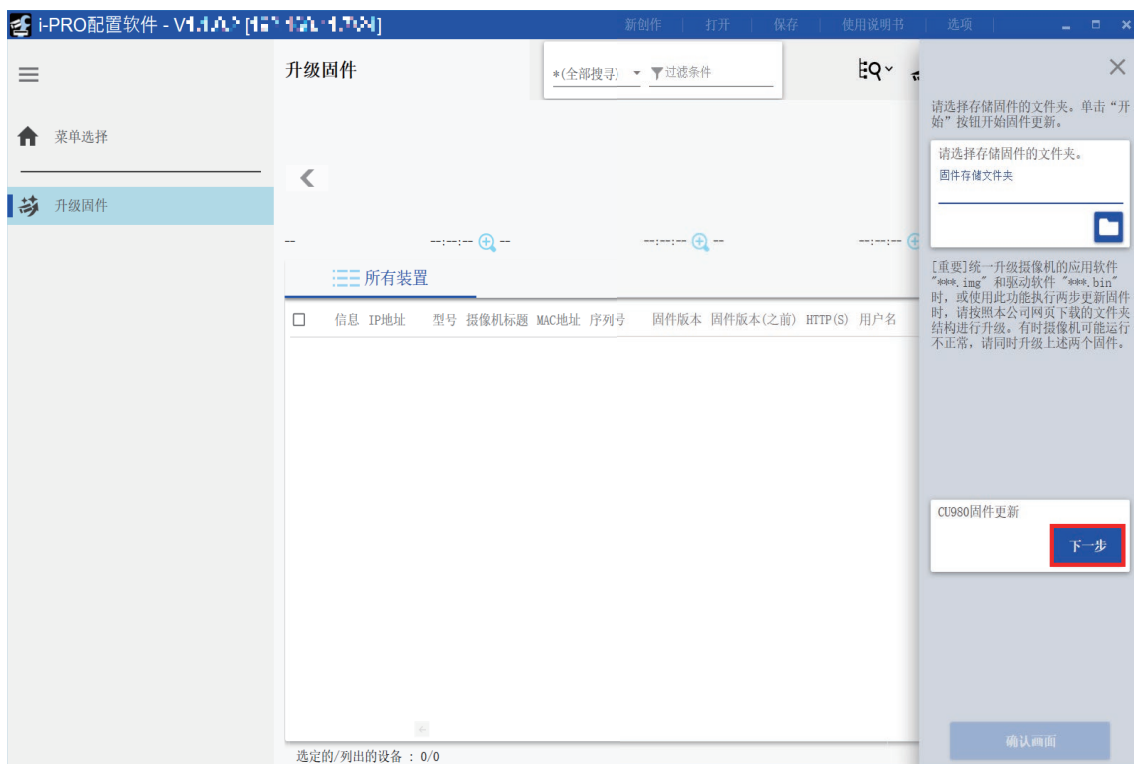 i-PRO配置软件 - V
新创作 | 打开 | 保存 | 使用说明书 | 选项
升级固件
*(全部搜寻)
过滤条件
请选择存储固件的文件夹。单击“开
始”按钮开始固件更新。
菜单选择
请选择存储固件的文件夹。
固件存储文件夹
升级固件
-- --:--:-- -- --:--:-- -- --:--:--
[重要]统一升级摄像机的应用软件
"***.img" 和驱动软件 "***.bin"
时，或使用此功能执行两步更新固件
时，请按照本公司网页下载的文件夹
结构进行升级。有时摄像机可能运行
不正常，请同时升级上述两个固件。
所有装置
信息 IP地址 型号 摄像机标题 MAC地址 序列号 固件版本 固件版本(之前) HTTP(S) 用户名
CU980固件更新
下一步
确认画面
选定的/列出的设备 : 0/0